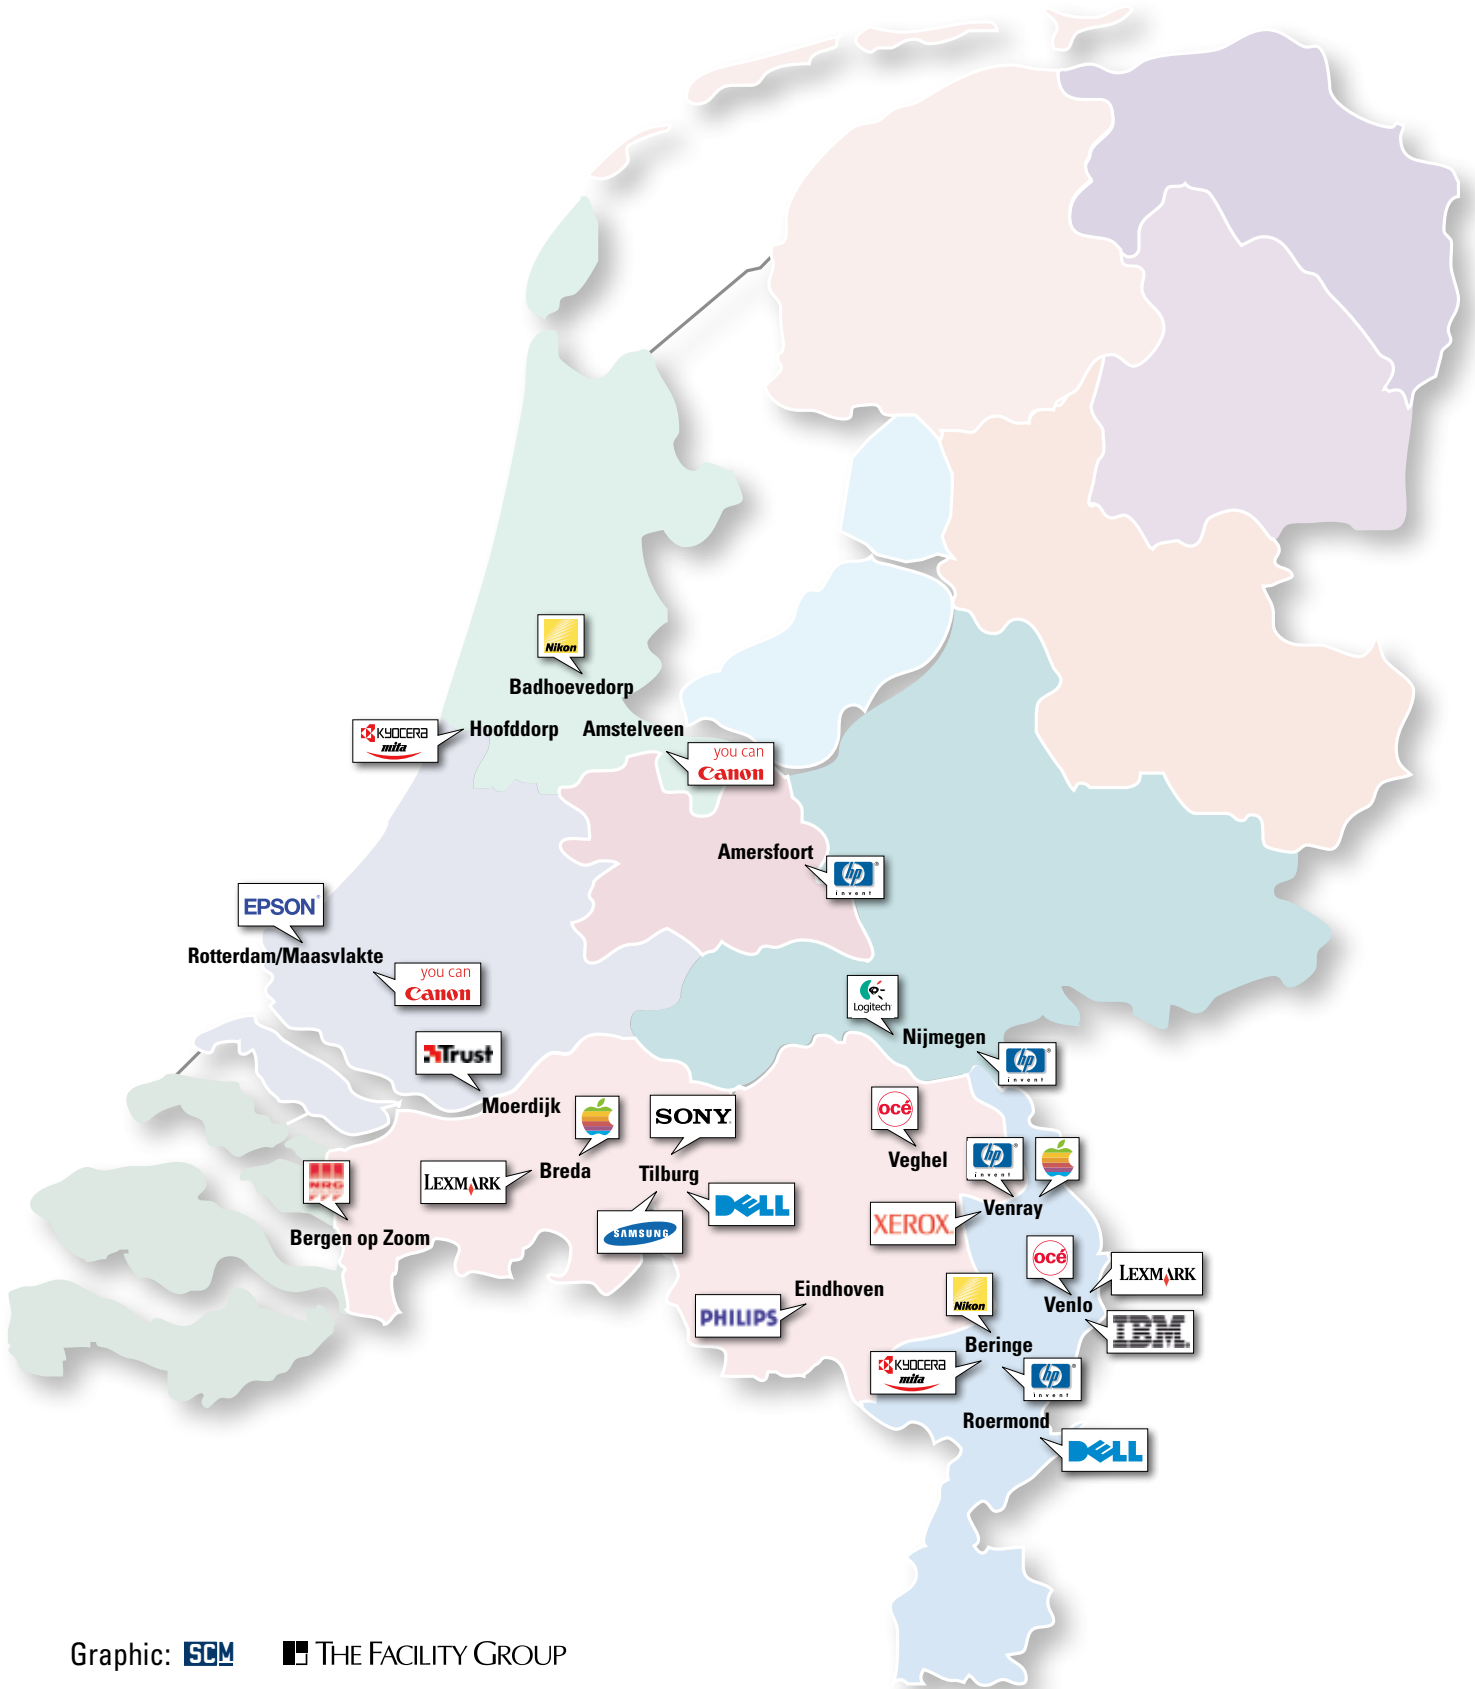 Nikon
Badhoevedorp
KYOCERA
mita
Hoofddorp
Amstelveen
you can
Canon
Amersfoort
hp
invent
EPSON
Rotterdam/Maasvlakte
you can
Canon
Logitech
Nijmegen
hp
invent
Trust
Moerdijk
SONY
océ
Veghel
LEXMARK
Breda
Tilburg
hp
invent
NRG
Bergen op Zoom
SAMSUNG
DELL
XEROX
Venray
océ
LEXMARK
Venlo
IBM
PHILIPS
Eindhoven
Nikon
Beringe
KYOCERA
mita
hp
invent
Roermond
DELL
Graphic: SCM THE FACILITY GROUP